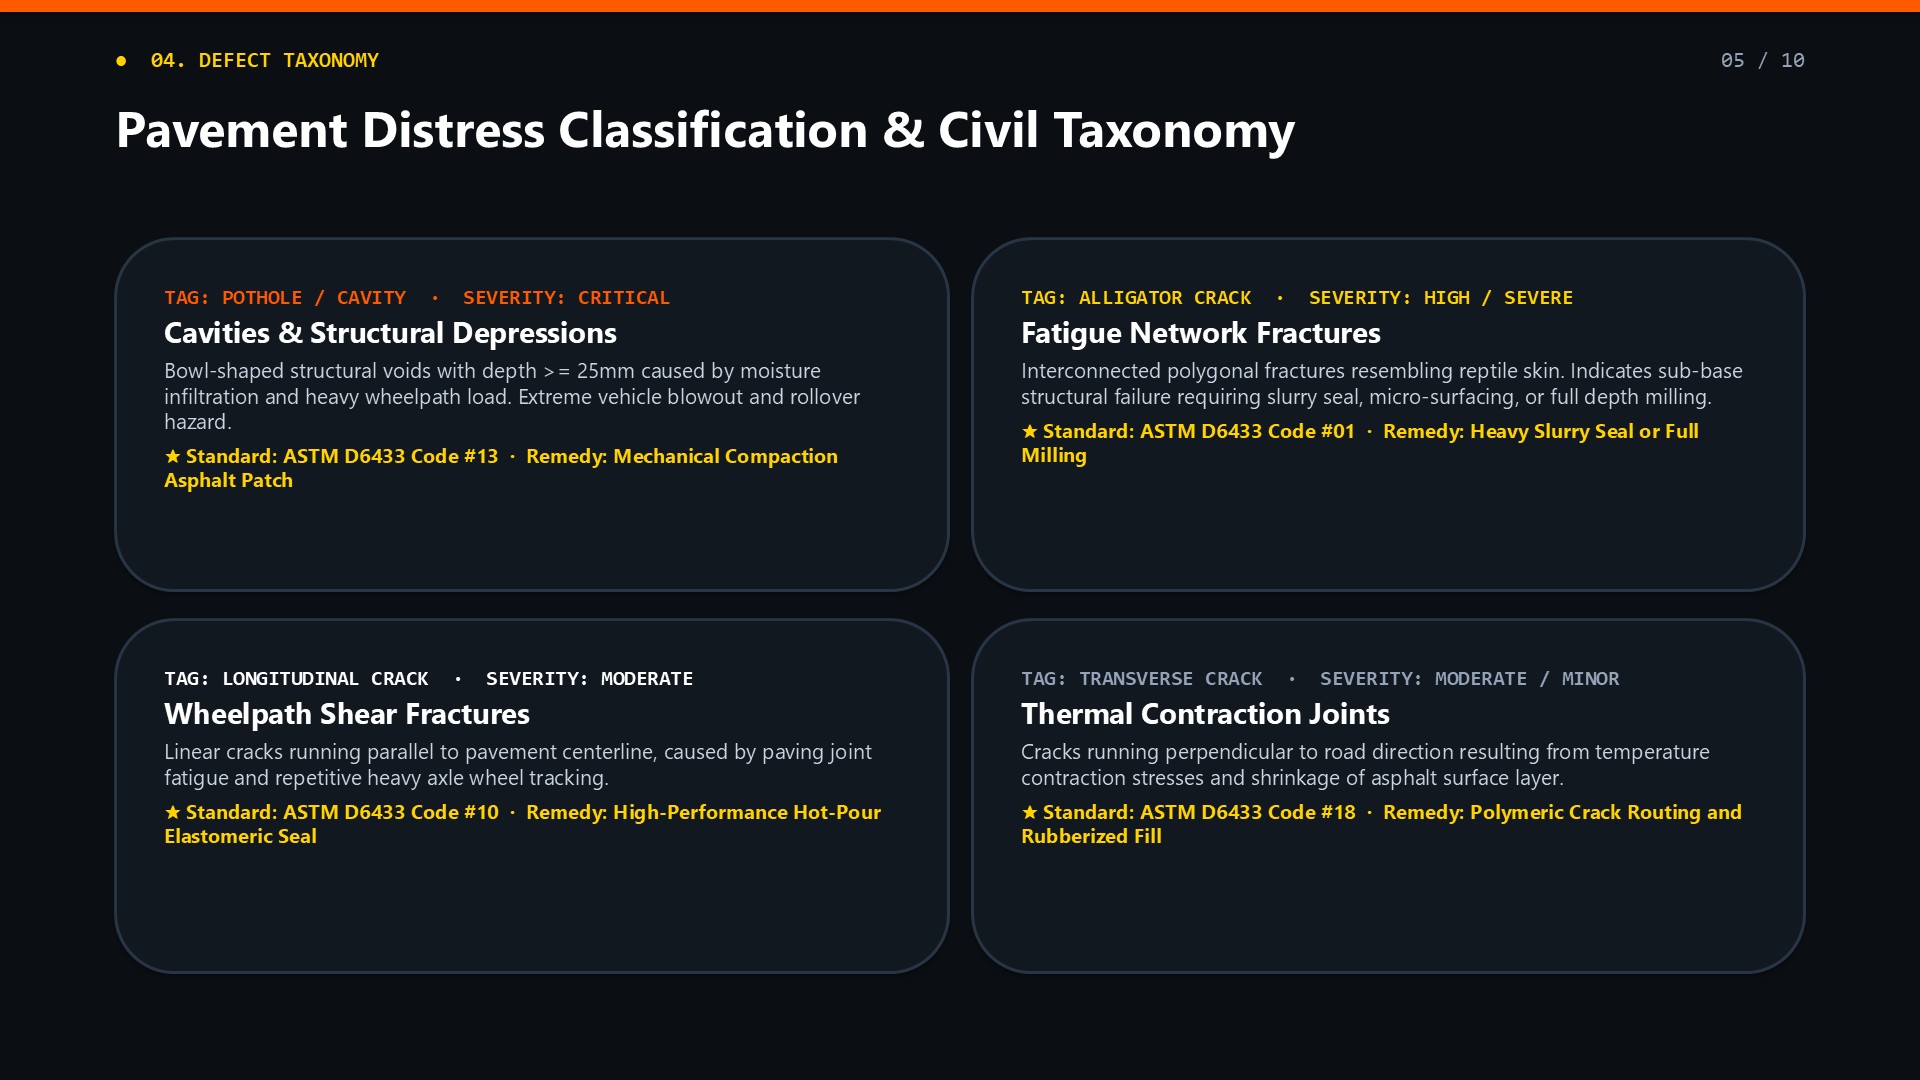 ● 04. DEFECT TAXONOMY
05 / 10
Pavement Distress Classification & Civil Taxonomy
TAG: POTHOLE / CAVITY · SEVERITY: CRITICAL
Cavities & Structural Depressions
Bowl-shaped structural voids with depth >= 25mm caused by moisture
infiltration and heavy wheelpath load. Extreme vehicle blowout and rollover
hazard.
★ Standard: ASTM D6433 Code #13 · Remedy: Mechanical Compaction
Asphalt Patch
TAG: ALLIGATOR CRACK · SEVERITY: HIGH / SEVERE
Fatigue Network Fractures
Interconnected polygonal fractures resembling reptile skin. Indicates sub-base
structural failure requiring slurry seal, micro-surfacing, or full depth milling.
★ Standard: ASTM D6433 Code #01 · Remedy: Heavy Slurry Seal or Full
Milling
TAG: LONGITUDINAL CRACK · SEVERITY: MODERATE
Wheelpath Shear Fractures
Linear cracks running parallel to pavement centerline, caused by paving joint
fatigue and repetitive heavy axle wheel tracking.
★ Standard: ASTM D6433 Code #10 · Remedy: High-Performance Hot-Pour
Elastomeric Seal
TAG: TRANSVERSE CRACK · SEVERITY: MODERATE / MINOR
Thermal Contraction Joints
Cracks running perpendicular to road direction resulting from temperature
contraction stresses and shrinkage of asphalt surface layer.
★ Standard: ASTM D6433 Code #18 · Remedy: Polymeric Crack Routing and
Rubberized Fill